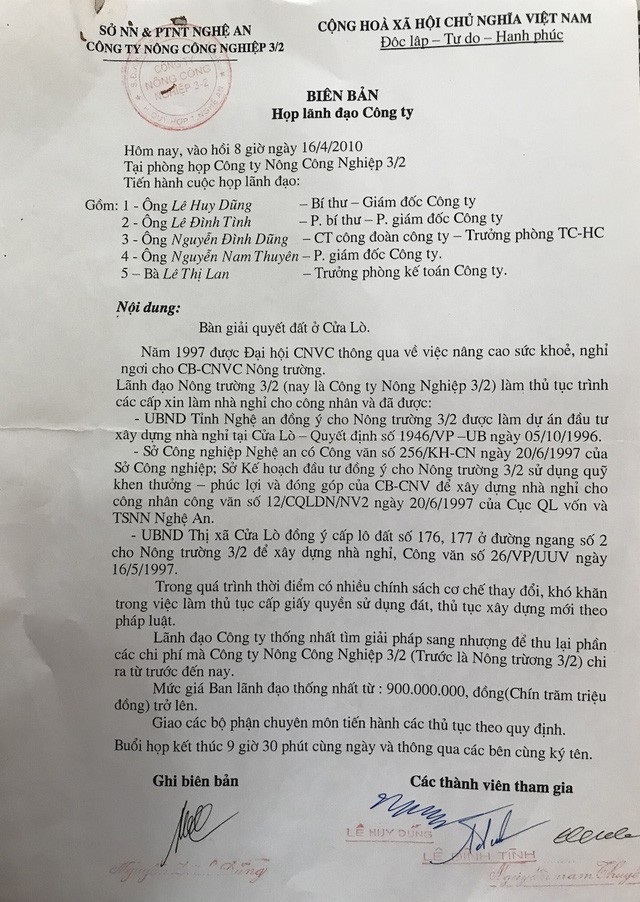 SỞ NN & PTNT NGHỆ AN
CÔNG TY NÔNG CÔNG NGHIỆP 3/2
CỘNG HOÀ XÃ HỘI CHỦ NGHĨA VIỆT NAM
Độc lập – Tự do – Hạnh phúc
CÔNG TY
NÔNG CÔNG
NGHIỆP 3-2
BIÊN BẢN
Họp lãnh đạo Công ty
Hôm nay, vào hồi 8 giờ ngày 16/4/2010
Tại phòng họp Công ty Nông Công Nghiệp 3/2
Tiến hành cuộc họp lãnh đạo:
Gồm: 1 - Ông Lê Huy Dũng – Bí thư – Giám đốc Công ty
2 - Ông Lê Đình Tình – P. bí thư – P. giám đốc Công ty
3 - Ông Nguyễn Đình Dũng – CT công đoàn công ty – Trưởng phòng TC-HC
4 - Ông Nguyễn Nam Thuyên – P. giám đốc Công ty.
5 – Bà Lê Thị Lan – Trưởng phòng kế toán Công ty.
Nội dung:
Bàn giải quyết đất ở Cửa Lò.
Năm 1997 được Đại hội CNVC thông qua về việc nâng cao sức khoẻ, nghỉ
ngơi cho CB-CNVC Nông trường.
Lãnh đạo Nông trường 3/2 (nay là Công ty Nông Nghiệp 3/2) làm thủ tục trình
các cấp xin làm nhà nghỉ cho công nhân và đã được:
- UBND Tỉnh Nghệ an đồng ý cho Nông trường 3/2 được làm dự án đầu tư
xây dựng nhà nghỉ tại Cửa Lò – Quyết định số 1946/VP –UB ngày 05/10/1996.
- Sở Công nghiệp Nghệ an có Công văn số 256/KH-CN ngày 20/6/1997 của
Sở Công nghiệp; Sở Kế hoạch đầu tư đồng ý cho Nông trường 3/2 sử dụng quỹ
khen thưởng – phúc lợi và đóng góp của CB-CNV để xây dựng nhà nghỉ cho
công nhân công văn số 12/CQLDN/NV2 ngày 20/6/1997 của Cục QL vốn và
TSNN Nghệ An.
- UBND Thị xã Cửa Lò đồng ý cấp lô đất số 176, 177 ở đường ngang số 2
cho Nông trường 3/2 để xây dựng nhà nghỉ, Công văn số 26/VP/UUV ngày
16/5/1997.
Trong quá trình thời điểm có nhiều chính sách cơ chế thay đổi, khó khăn
trong việc làm thủ tục cấp giấy quyền sử dụng đát, thủ tục xây dựng mới theo
pháp luật.
Lãnh đạo Công ty thống nhất tìm giải pháp sang nhượng để thu lại phần
các chi phí mà Công ty Nông Công Nghiệp 3/2 (Trước là Nông trừơng 3/2) chi
ra từ trước đến nay.
Mức giá Ban lãnh đạo thống nhất từ : 900.000.000, đồng(Chín trăm triệu
đồng) trở lên.
Giao các bộ phận chuyên môn tiến hành các thủ tục theo quy định.
Buổi họp kết thúc 9 giờ 30 phút cùng ngày và thông qua các bên cùng ký tên.
Ghi biên bản
Các thành viên tham gia
LÊ HUY DŨNG
LÊ ĐÌNH TÌNH
Nguyễn Dũng
Nguyễn nam Thuyên